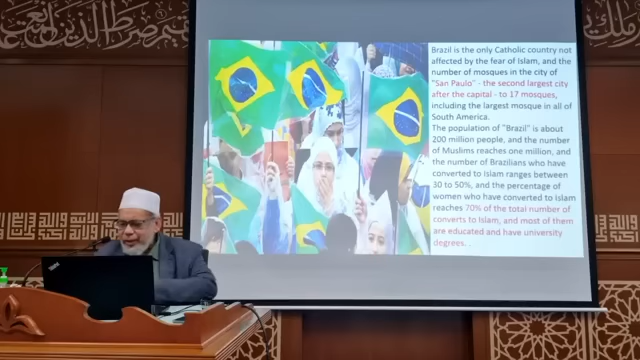 Brazil is the only Catholic country not
affected by the fear of Islam, and the
number of mosques in the city of
"San Paulo" - the second largest city
after the capital - to 17 mosques,
including the largest mosque in all of
South America.
The population of "Brazil" is about
200 million people, and the number
of Muslims reaches one million, and
the number of Brazilians who have
converted to Islam ranges between
30 to 50%, and the percentage of
women who have converted to Islam
reaches 70% of the total number of
converts to Islam, and most of them
are educated and have university
degrees.